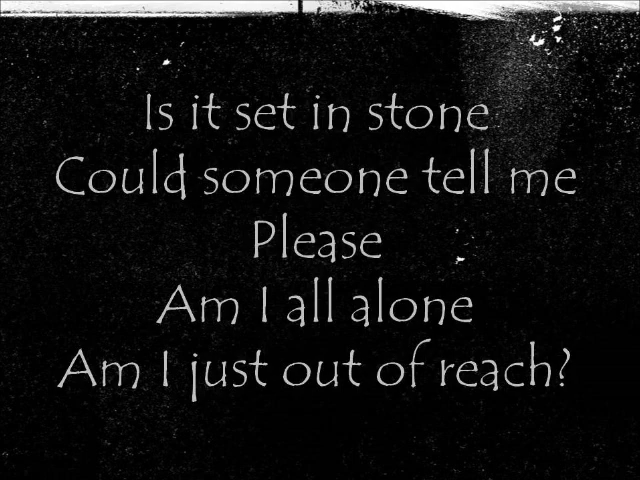 Is it set in stone
Could someone tell me
Please
Am I all alone
Am I just out of reach?